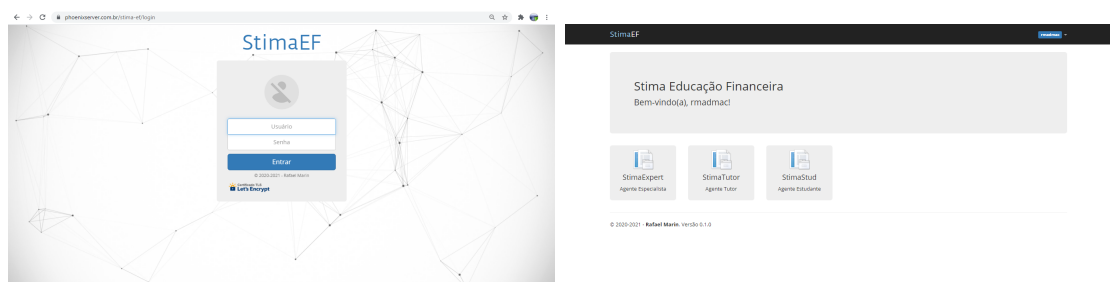 phoenixserver.com.br/stima-ef/login
StimaEF
Usuário
Senha
Entrar
© 2020-2021 - Rafael Marin
Certificado TLS
Let's Encrypt
StimaEF
rmadmac
Stima Educação Financeira
Bem-vindo(a), rmadmac!
StimaExpert
Agente Especialista
StimaTutor
Agente Tutor
StimaStud
Agente Estudante
© 2020-2021 - Rafael Marin. Versão 0.1.0